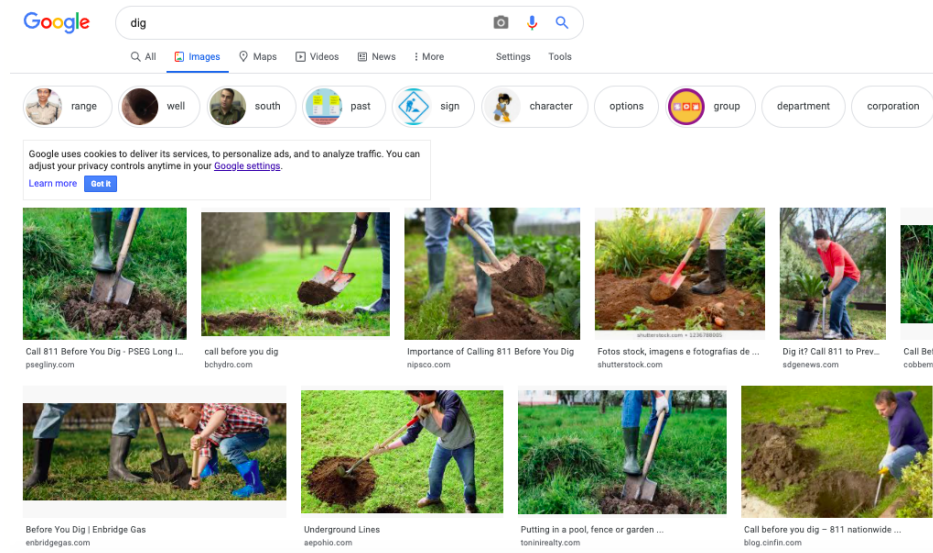 Google
dig
All Images Maps Videos News More Settings Tools
range well south past sign character options group department corporation
Google uses cookies to deliver its services, to personalize ads, and to analyze traffic. You can
adjust your privacy controls anytime in your Google settings.
Learn more Got it
shutterstock.com • 1236788005
Call 811 Before You Dig - PSEG Long I... call before you dig Importance of Calling 811 Before You Dig Fotos stock, imagens e fotografias de ... Dig it? Call 811 to Prev... Call Bef
psegliny.com bchydro.com nipsco.com shutterstock.com sdgenews.com cobbem
Before You Dig | Enbridge Gas Underground Lines Putting in a pool, fence or garden ... Call before you dig – 811 nationwide ...
enbridgegas.com aepohio.com toninirealty.com blog.cinfin.com